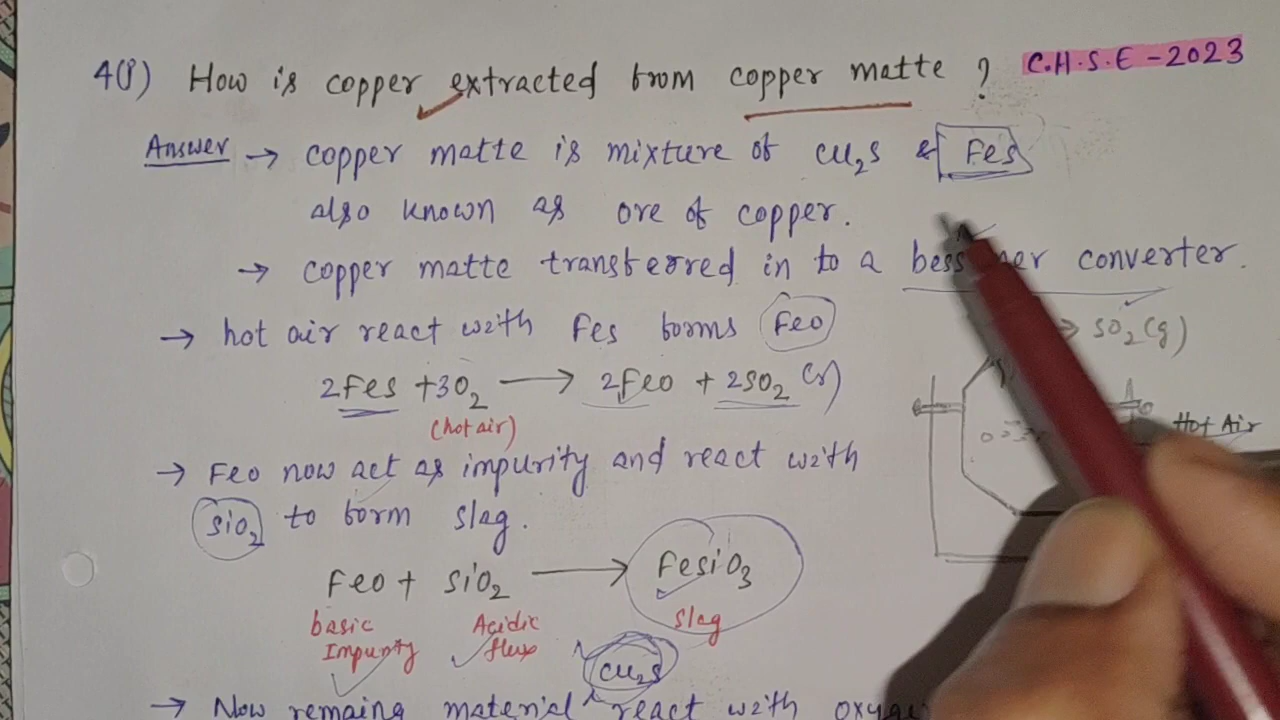 4(i) How is copper extracted from copper matte ? C.H.S.E - 2023
Answer → copper matte is mixture of Cu₂S & FeS
also known as ore of copper.
→ copper matte transferred in to a converter.
→ hot air react with FeS forms FeO
→ SO₂(g)
2FeS + 3O₂ → 2FeO + 2SO₂
(hot air)
Hot Air
→ FeO now act as impurity and react with
SiO₂ to form slag.
FeO + SiO₂ → FeSiO₃
basic Acidic slag
Impurity flux
Cu₂S
→ Now remaing material react with